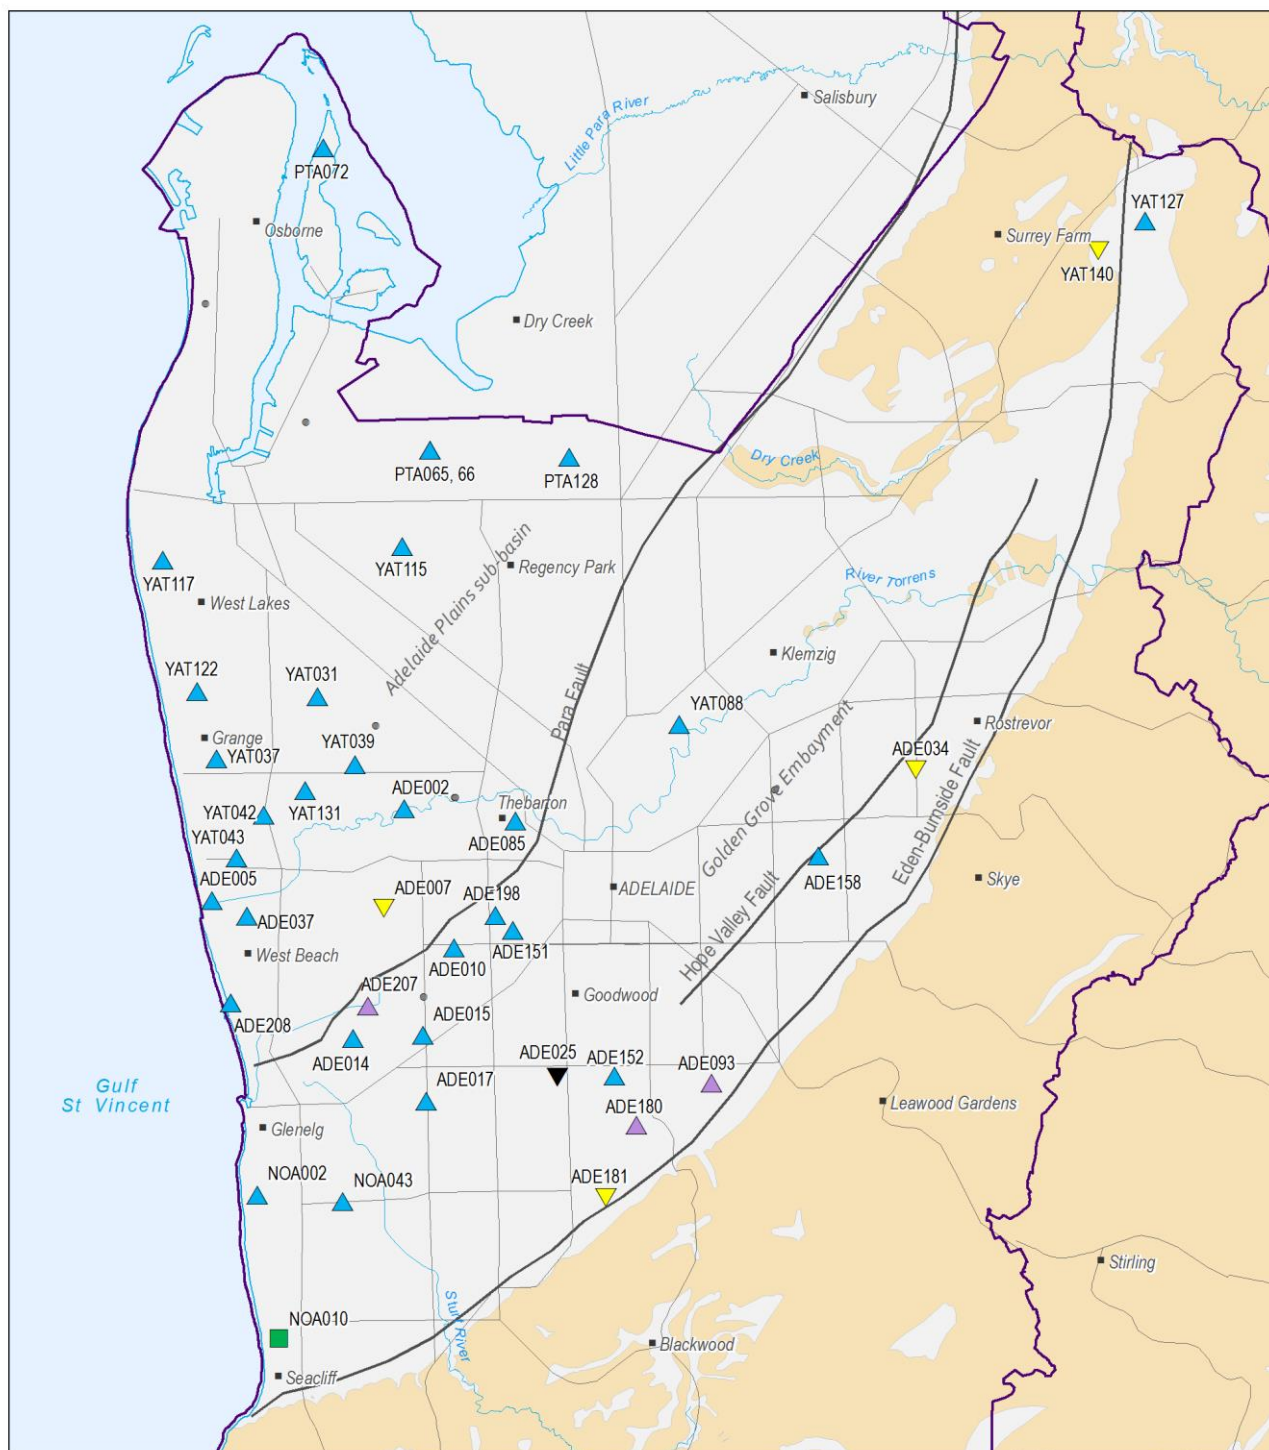 Salisbury
Little Para River
PTA072
YAT127
Osborne
Surrey Farm
YAT140
Dry Creek
Dry Creek
PTA065, 66
PTA128
YAT115
Regency Park
YAT117
Adelaide Plains sub-basin
River Torrens
West Lakes
Klemzig
YAT122
YAT031
Para Fault
YAT088
Rostrevor
Grange
YAT037
YAT039
ADE034
Golden Grove Embayment
YAT042
YAT131
ADE002
Thebarton
YAT043
ADE085
Eden-Burnside Fault
ADE005
ADE007
ADE198
ADELAIDE
ADE158
Skye
ADE037
ADE151
West Beach
ADE010
Hope Valley Fault
ADE207
Goodwood
ADE208
ADE015
ADE014
ADE025
ADE152
ADE093
Gulf
St Vincent
ADE017
Leawood Gardens
Glenelg
ADE180
NOA002
NOA043
ADE181
Stirling
NOA010
Sturt River
Blackwood
Seacliff